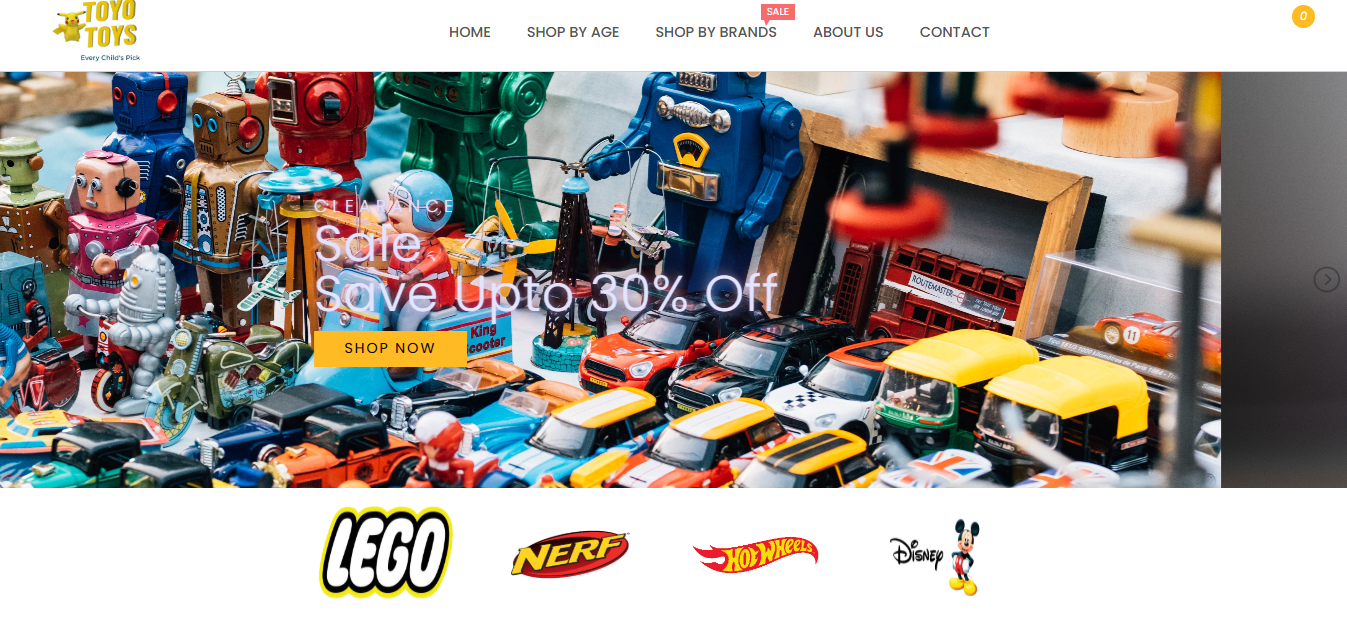 TOYO
TOYS
Every Child's Pick
HOME
SHOP BY AGE
SHOP BY BRANDS
SALE
ABOUT US
CONTACT
0
CLEARANCE
Sale
Save Upto 30% Off
SHOP NOW
King
Scooter
ROUTEMASTER
11
LEGO
NERF
HOT WHEELS
DISNEY